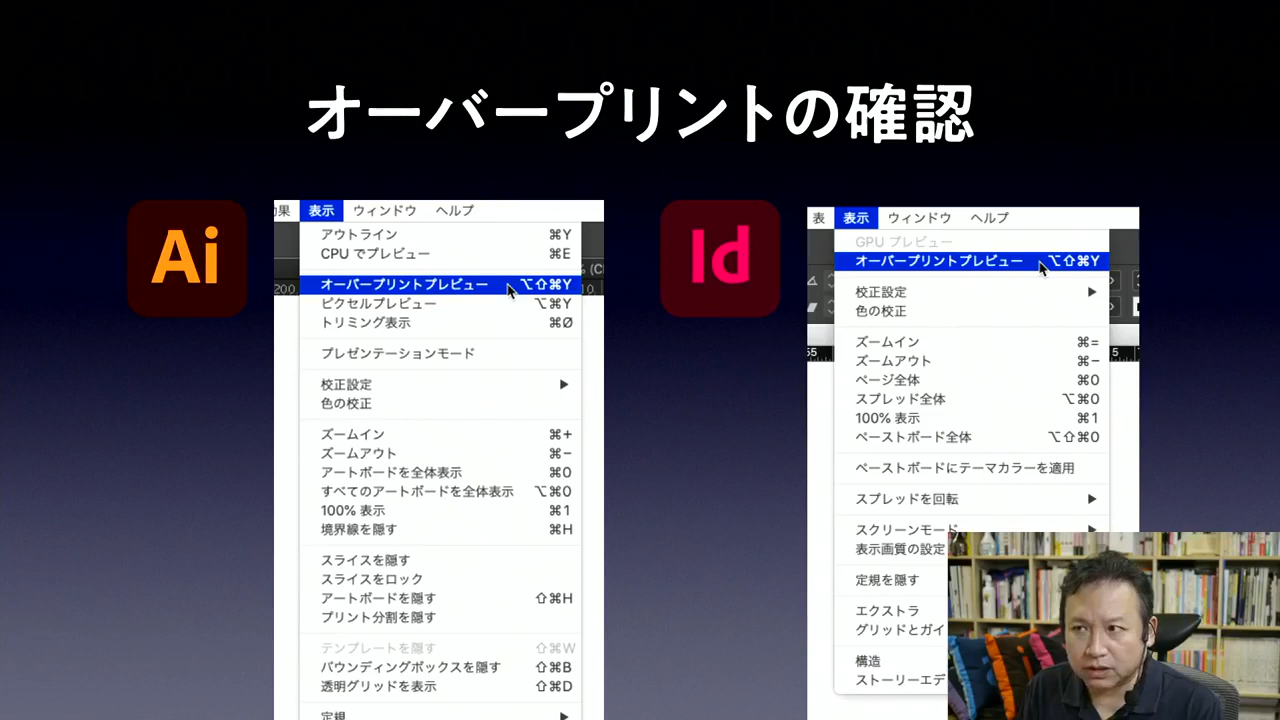 オーバープリントの確認
Ai
効果 表示 ウィンドウ ヘルプ
アウトライン ⌘Y
CPU でプレビュー ⌘E
オーバープリントプレビュー ⌥⇧⌘Y
ピクセルプレビュー ⌥⌘Y
トリミング表示
プレゼンテーションモード
校正設定 ▶
色の校正
ズームイン ⌘+
ズームアウト ⌘−
アートボードを全体表示 ⌘0
すべてのアートボードを全体表示 ⌥⌘0
100% 表示 ⌘1
境界線を隠す ⌘H
スライスを隠す
スライスをロック
アートボードを隠す ⇧⌘H
プリント分割を隠す
テンプレートを隠す ⇧⌘W
バウンディングボックスを隠す ⇧⌘B
透明グリッドを表示 ⇧⌘D
定規 ▶
200
Id
表 表示 ウィンドウ ヘルプ
GPU プレビュー
オーバープリントプレビュー ⌥⇧⌘Y
校正設定 ▶
色の校正
ズームイン ⌘=
ズームアウト ⌘−
ページ全体 ⌘0
スプレッド全体 ⌥⌘0
100% 表示 ⌘1
ペーストボード全体 ⌥⇧⌘0
ペーストボードにテーマカラーを適用
スプレッドを回転 ▶
スクリーンモード ▶
表示画質の設定
定規を隠す
エクストラ
グリッドとガイ
構造
ストーリーエデ
55
5